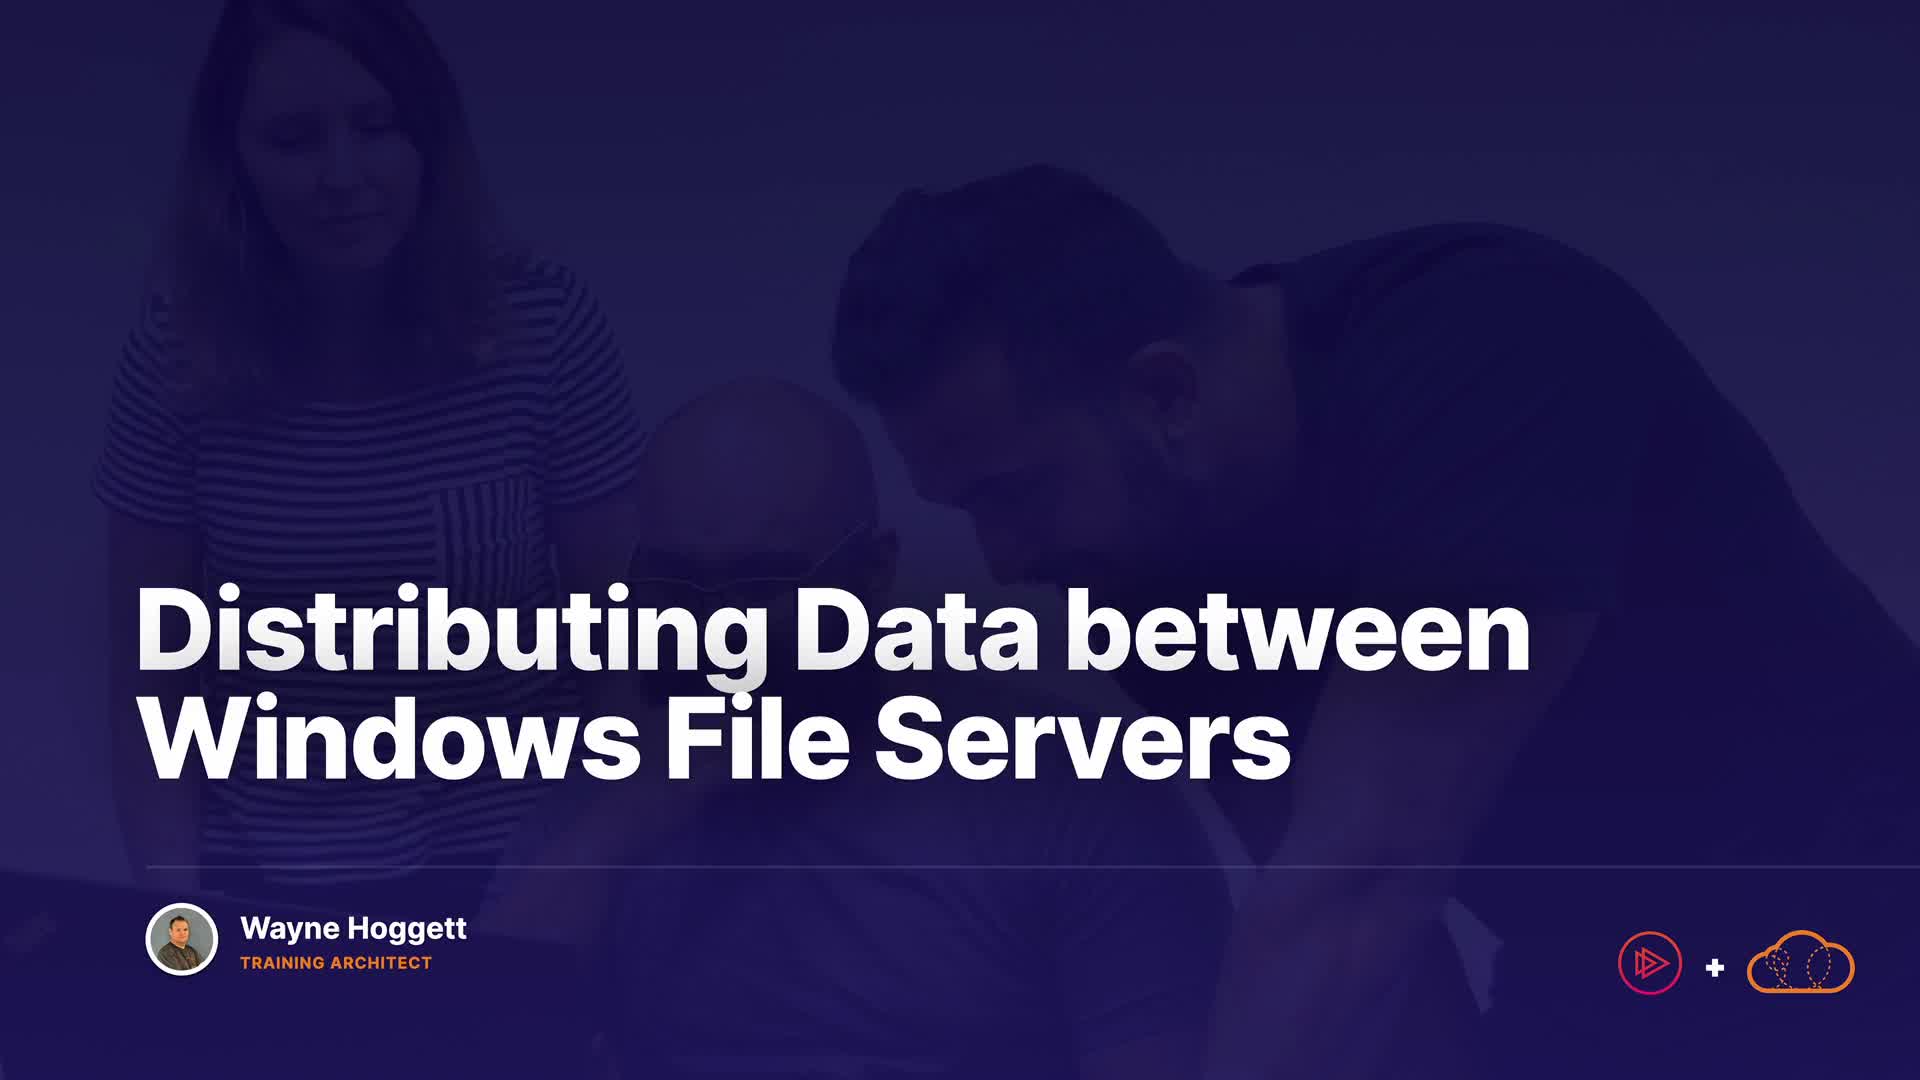 Distributing Data between
Windows File Servers
Wayne Hoggett
TRAINING ARCHITECT
+